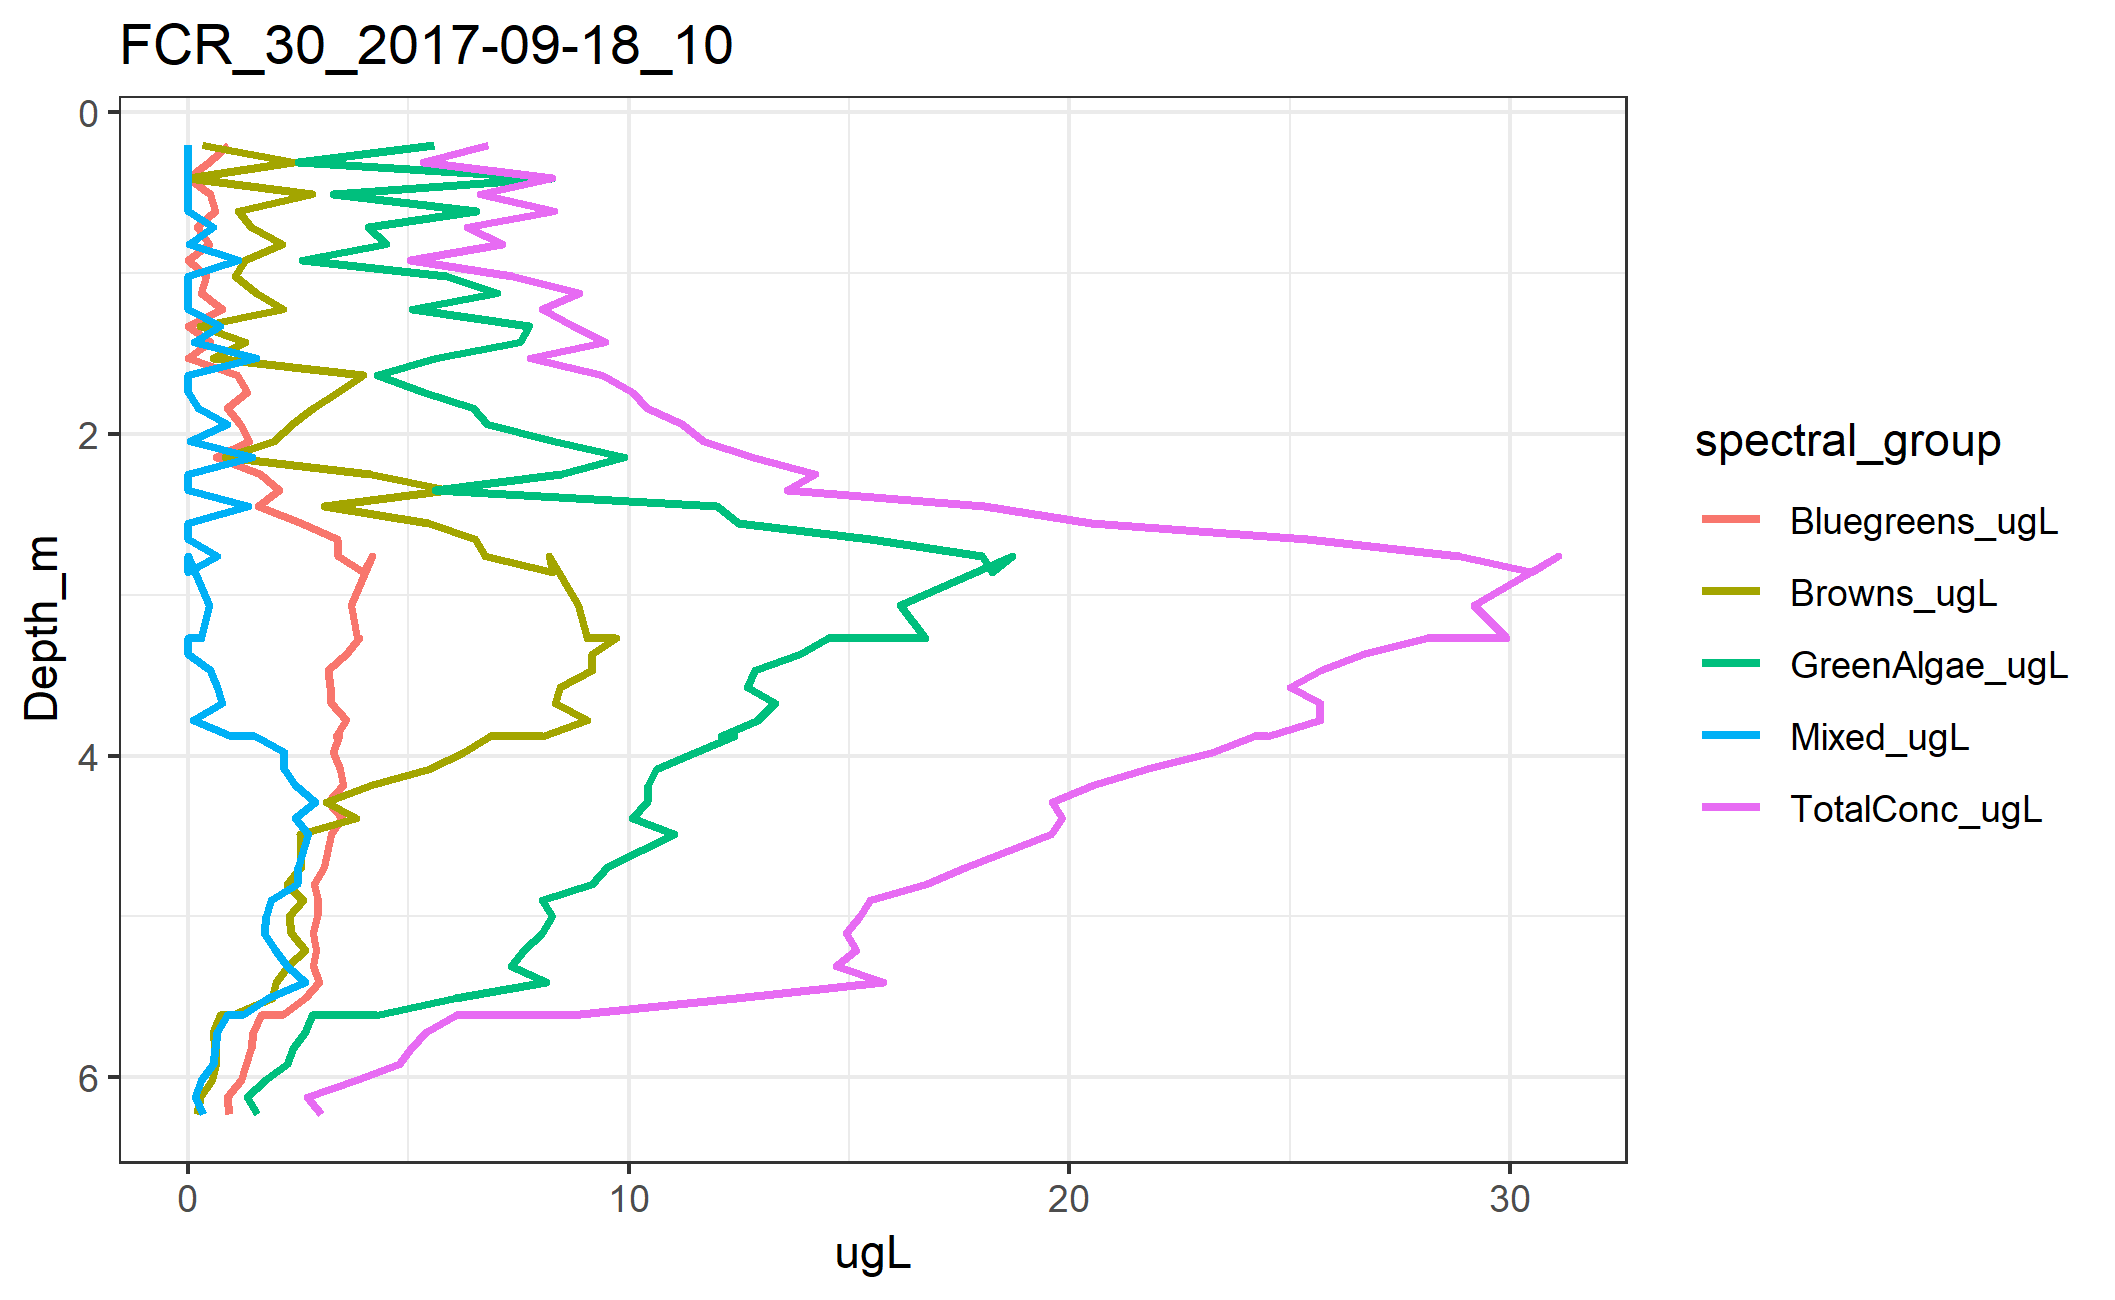 FCR_30_2017-09-18_10
0
2
4
6
Depth_m
0 10 20 30
ugL
spectral_group
Bluegreens_ugL
Browns_ugL
GreenAlgae_ugL
Mixed_ugL
TotalConc_ugL